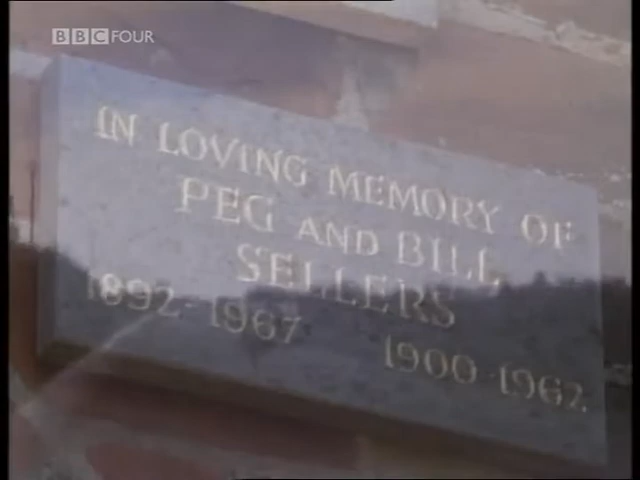 BBC FOUR
IN LOVING MEMORY OF
PEG AND BILL
SELLERS
1892-1967 1900-1962